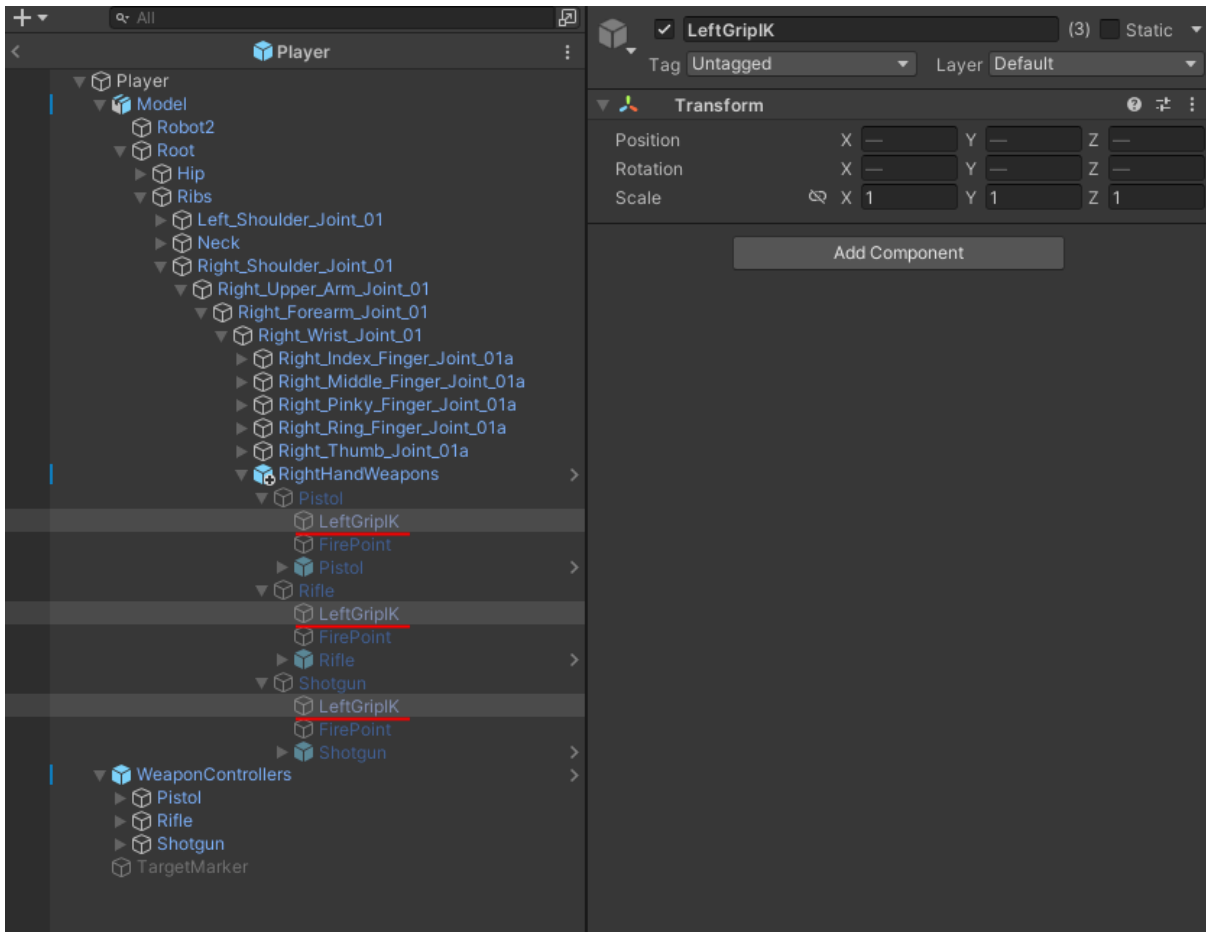 All
Player
Player
Model
Robot2
Root
Hip
Ribs
Left_Shoulder_Joint_01
Neck
Right_Shoulder_Joint_01
Right_Upper_Arm_Joint_01
Right_Forearm_Joint_01
Right_Wrist_Joint_01
Right_Index_Finger_Joint_01a
Right_Middle_Finger_Joint_01a
Right_Pinky_Finger_Joint_01a
Right_Ring_Finger_Joint_01a
Right_Thumb_Joint_01a
RightHandWeapons
Pistol
LeftGripIK
FirePoint
Pistol
Rifle
LeftGripIK
FirePoint
Rifle
Shotgun
LeftGripIK
FirePoint
Shotgun
WeaponControllers
Pistol
Rifle
Shotgun
TargetMarker
LeftGripIK (3) Static
Tag Untagged Layer Default
Transform
Position X — Y — Z —
Rotation X — Y — Z —
Scale X 1 Y 1 Z 1
Add Component